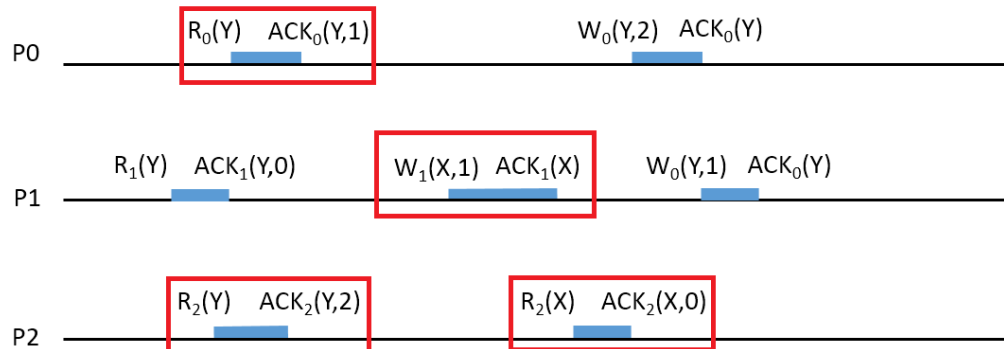 R₀(Y) ACK₀(Y,1) W₀(Y,2) ACK₀(Y)
P0
R₁(Y) ACK₁(Y,0) W₁(X,1) ACK₁(X) W₀(Y,1) ACK₀(Y)
P1
R₂(Y) ACK₂(Y,2) R₂(X) ACK₂(X,0)
P2